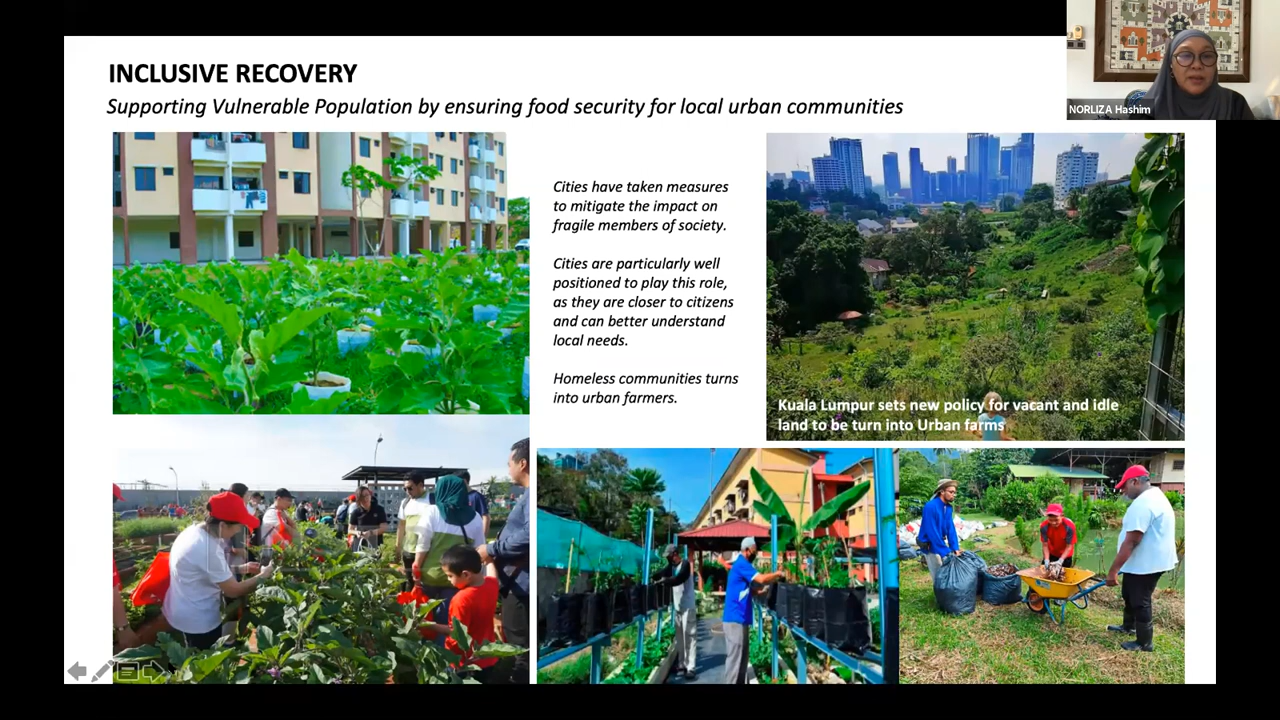 INCLUSIVE RECOVERY
Supporting Vulnerable Population by ensuring food security for local urban communities
NORLIZA Hashim
Cities have taken measures
to mitigate the impact on
fragile members of society.
Cities are particularly well
positioned to play this role,
as they are closer to citizens
and can better understand
local needs.
Homeless communities turns
into urban farmers.
Kuala Lumpur sets new policy for vacant and idle
land to be turn into Urban farms